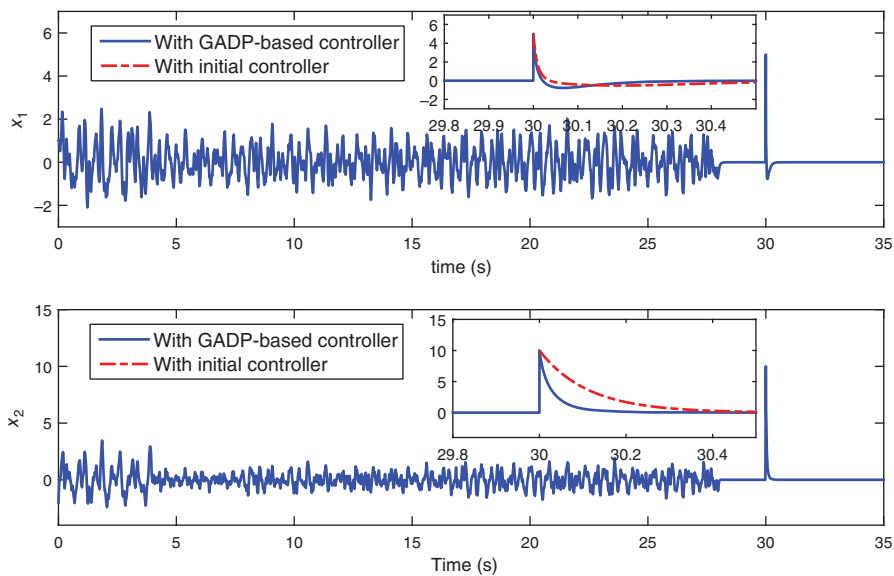 6
4
2
0
−2
x1
With GADP-based controller
With initial controller
6
4
2
0
−2
29.8 29.9 30 30.1 30.2 30.3 30.4
0 5 10 15 20 25 30 35
time (s)
15
10
5
0
−5
x2
With GADP-based controller
With initial controller
15
10
5
0
29.8 30 30.2 30.4
0 5 10 15 20 25 30 35
Time (s)